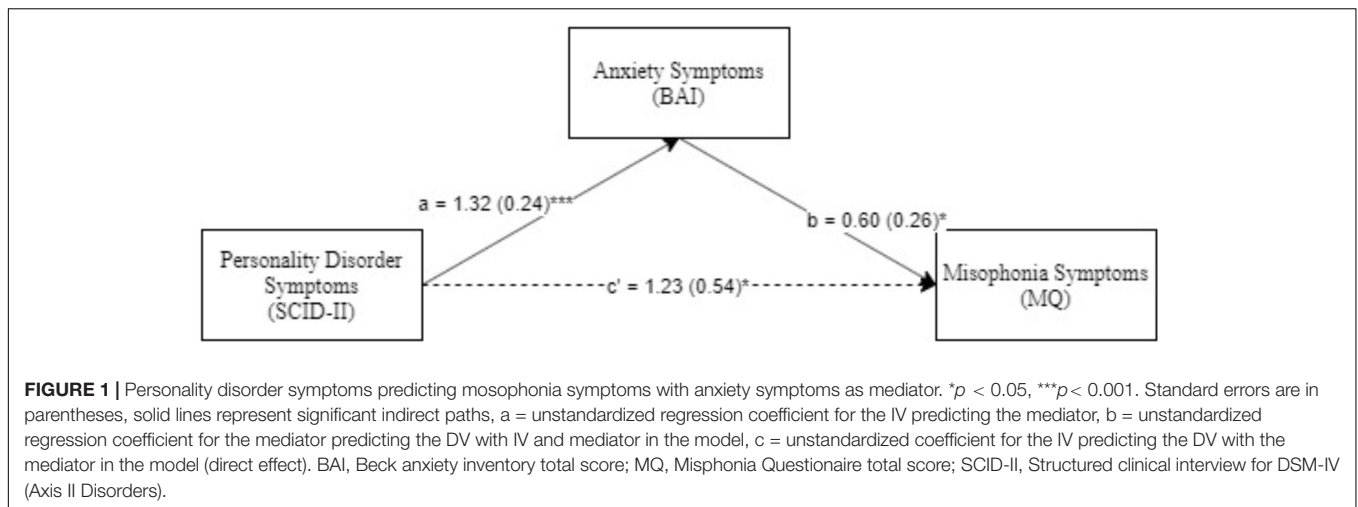 Anxiety Symptoms
(BAI)
a = 1.32 (0.24)***
b = 0.60 (0.26)*
Personality Disorder
Symptoms
(SCID-II)
c' = 1.23 (0.54)*
Misophonia Symptoms
(MQ)
FIGURE 1 | Personality disorder symptoms predicting mosophonia symptoms with anxiety symptoms as mediator. *p < 0.05, ***p< 0.001. Standard errors are in
parentheses, solid lines represent significant indirect paths, a = unstandardized regression coefficient for the IV predicting the mediator, b = unstandardized
regression coefficient for the mediator predicting the DV with IV and mediator in the model, c = unstandardized coefficient for the IV predicting the DV with the
mediator in the model (direct effect). BAI, Beck anxiety inventory total score; MQ, Misphonia Questionaire total score; SCID-II, Structured clinical interview for DSM-IV
(Axis II Disorders).